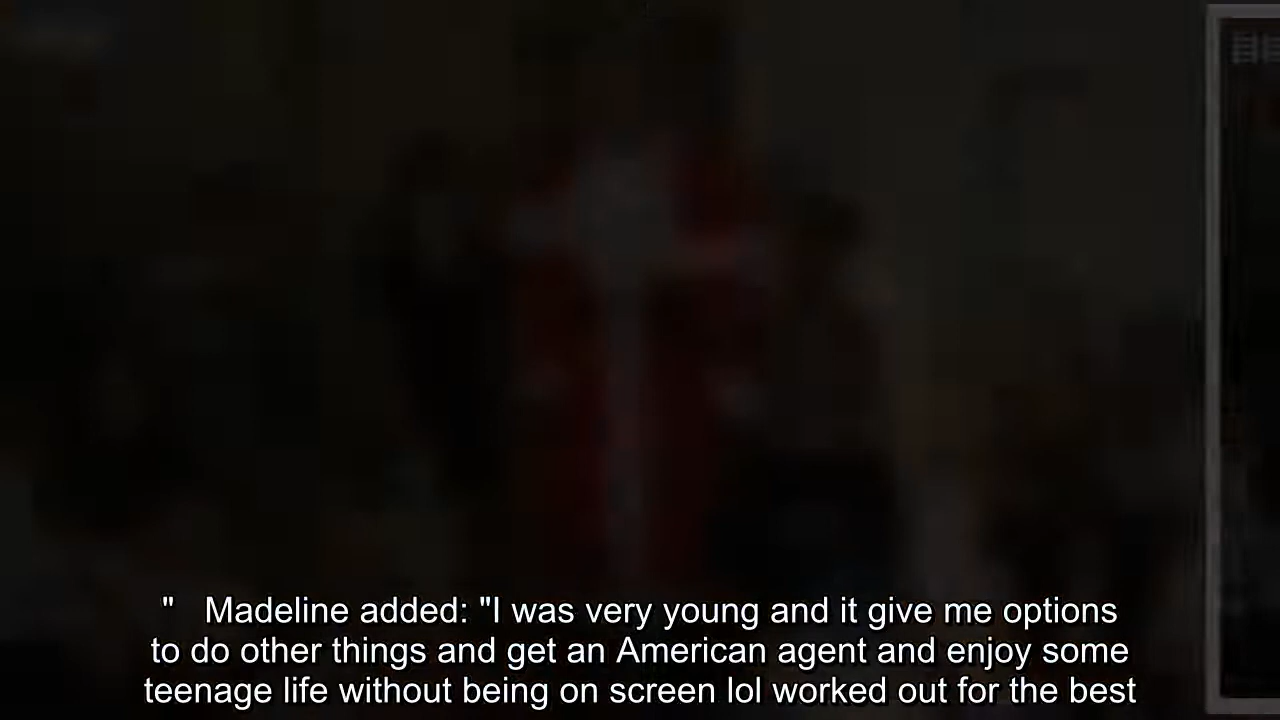 " Madeline added: "I was very young and it give me options
to do other things and get an American agent and enjoy some
teenage life without being on screen lol worked out for the best